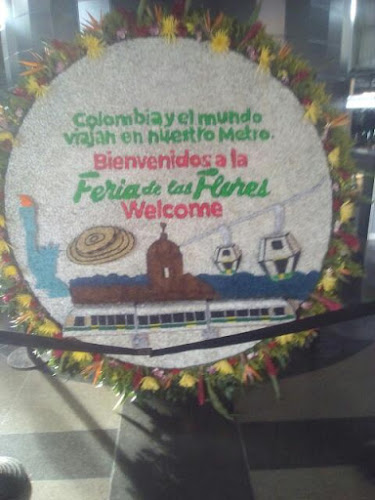 Colombia y el mundo
viajan en nuestro Metro.
Bienvenidos a la
Feria de las Flores
Welcome